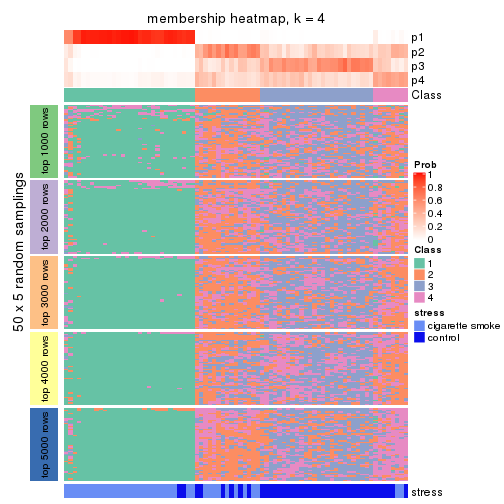 membership heatmap, k = 4
p1
p2
p3
p4
Class
50 x 5 random samplings
top 1000 rows
top 2000 rows
top 3000 rows
top 4000 rows
top 5000 rows
stress
Prob
1
0.8
0.6
0.4
0.2
0
Class
1
2
3
4
stress
cigarette smoke
control